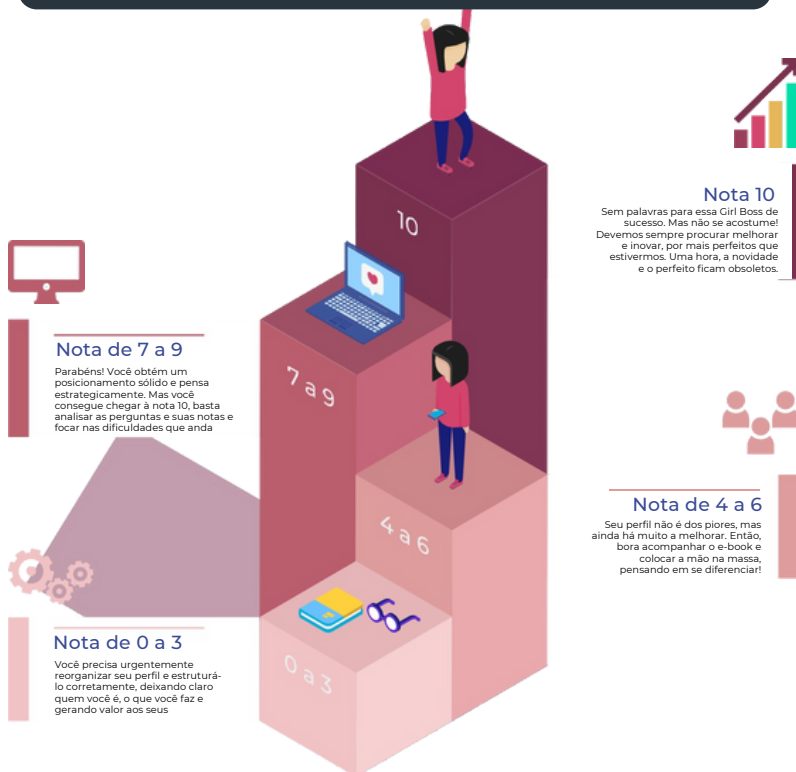 10
Nota 10
Sem palavras para essa Girl Boss de
sucesso. Mas não se acostume!
Devemos sempre procurar melhorar
e inovar, por mais perfeitos que
estivermos. Uma hora, a novidade
e o perfeito ficam obsoletos.
7 a 9
Nota de 7 a 9
Parabéns! Você obtém um
posicionamento sólido e pensa
estrategicamente. Mas você
consegue chegar à nota 10, basta
analisar as perguntas e suas notas e
focar nas dificuldades que anda
4 a 6
Nota de 4 a 6
Seu perfil não é dos piores, mas
ainda há muito a melhorar. Então,
bora acompanhar o e-book e
colocar a mão na massa,
pensando em se diferenciar!
0 a 3
Nota de 0 a 3
Você precisa urgentemente
reorganizar seu perfil e estruturá-
lo corretamente, deixando claro
quem você é, o que você faz e
gerando valor aos seus